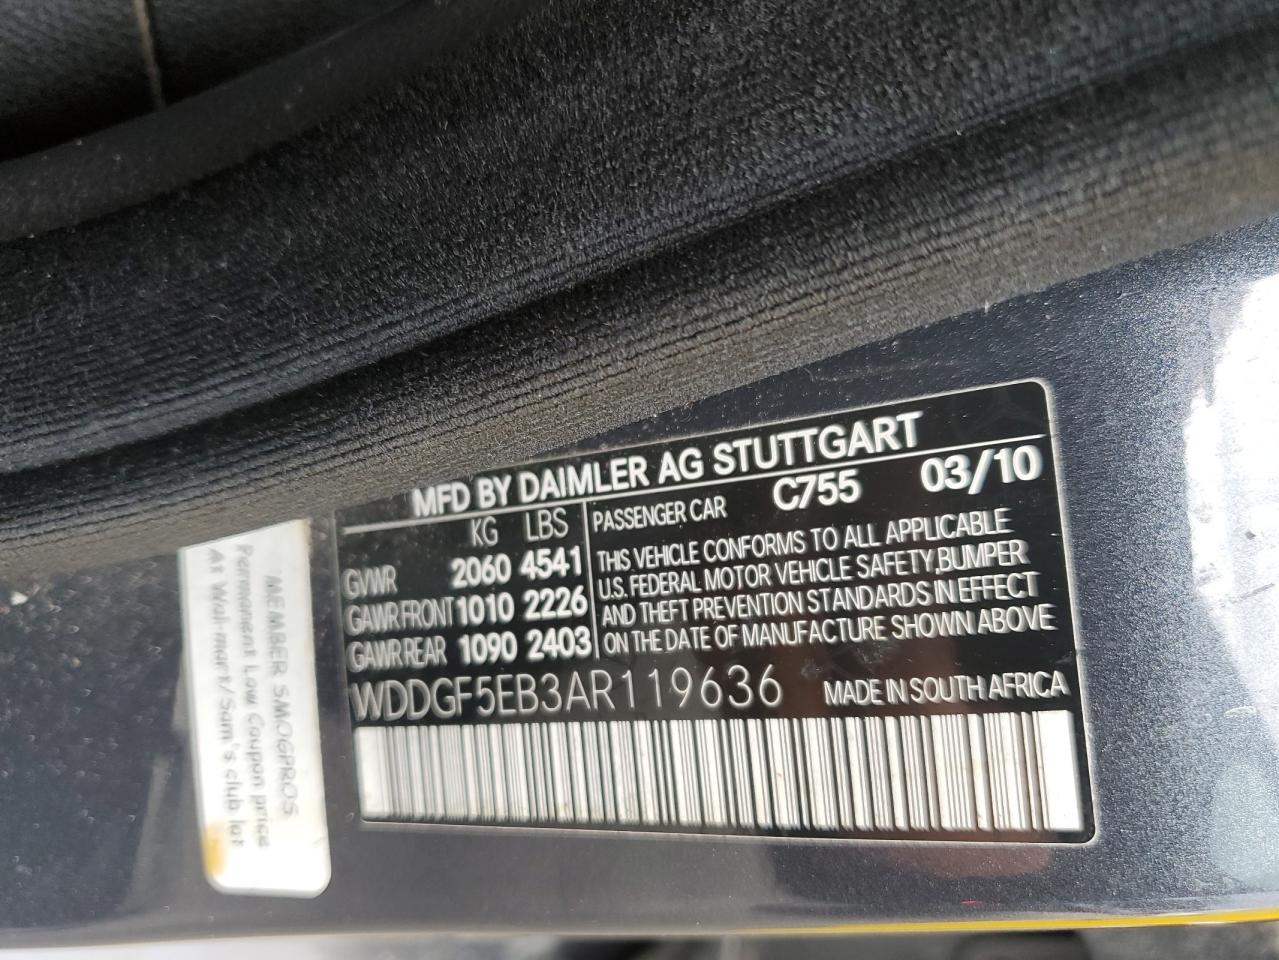 MFD BY DAIMLER AG STUTTGART
KG LBS
GVWR 2060 4541
GAWR FRONT 1010 2226
GAWR REAR 1090 2403
PASSENGER CAR C755 03/10
THIS VEHICLE CONFORMS TO ALL APPLICABLE
U.S. FEDERAL MOTOR VEHICLE SAFETY, BUMPER
AND THEFT PREVENTION STANDARDS IN EFFECT
ON THE DATE OF MANUFACTURE SHOWN ABOVE
WDDGF5EB3AR119636 MADE IN SOUTH AFRICA
MEMBER SMOGPROS
Permanent Low Coupon price
At Wal-mart/Sam's club lot